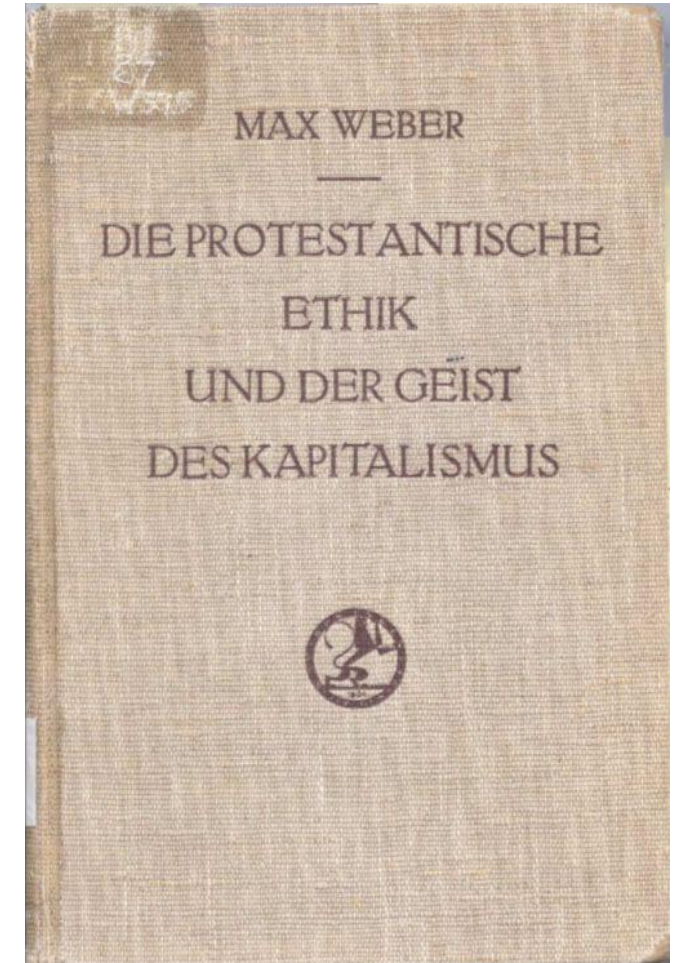 MAX WEBER
DIE PROTESTANTISCHE
ETHIK
UND DER GEIST
DES KAPITALISMUS